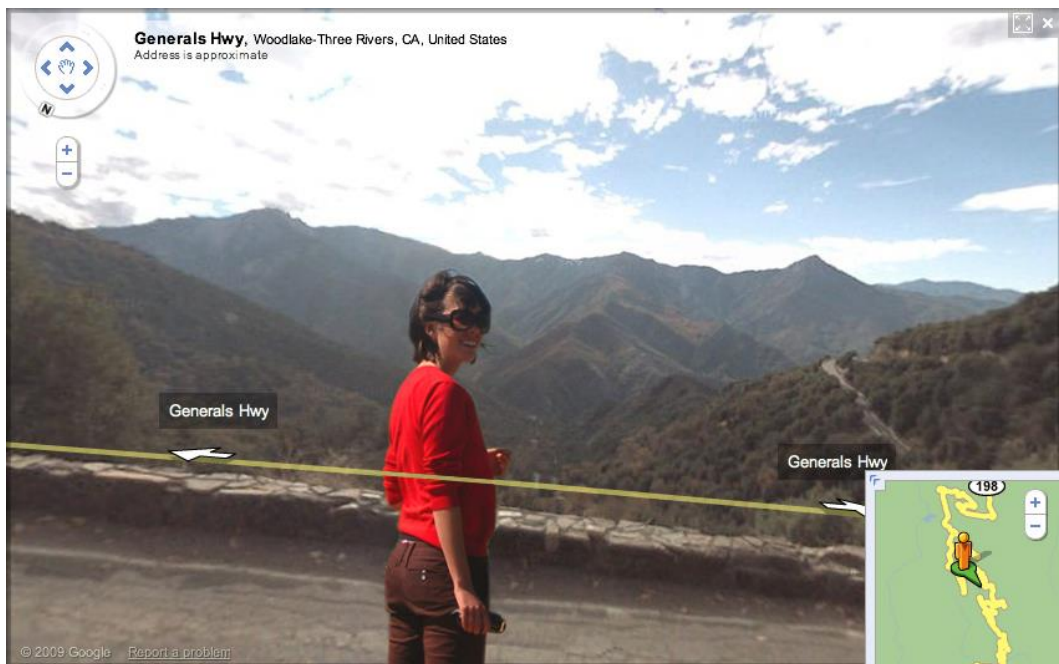 Generals Hwy, Woodlake-Three Rivers, CA, United States
Address is approximate
N
Generals Hwy
Generals Hwy
198
© 2009 Google Report a problem